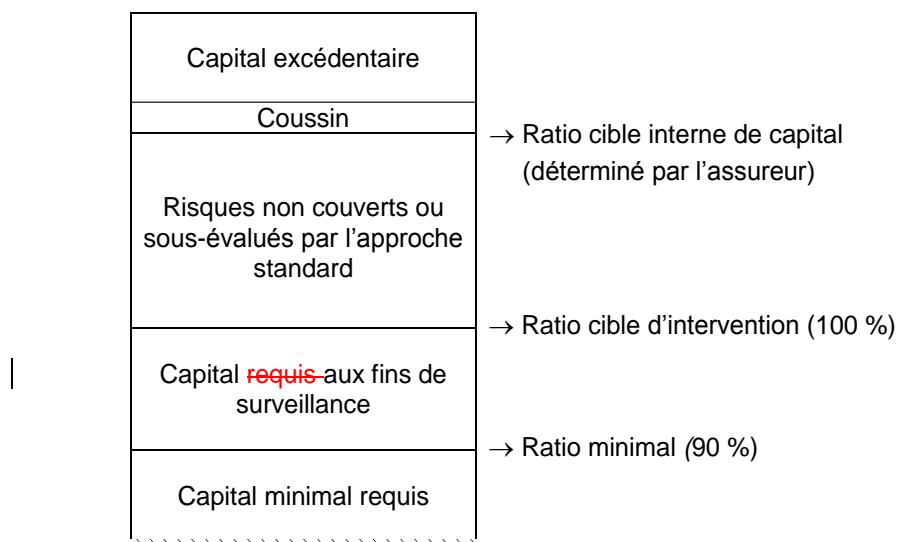 Capital excédentaire
Coussin
→ Ratio cible interne de capital
(déterminé par l’assureur)
Risques non couverts ou
sous-évalués par l’approche
standard
→ Ratio cible d’intervention (100 %)
Capital requis aux fins de
surveillance
→ Ratio minimal (90 %)
Capital minimal requis